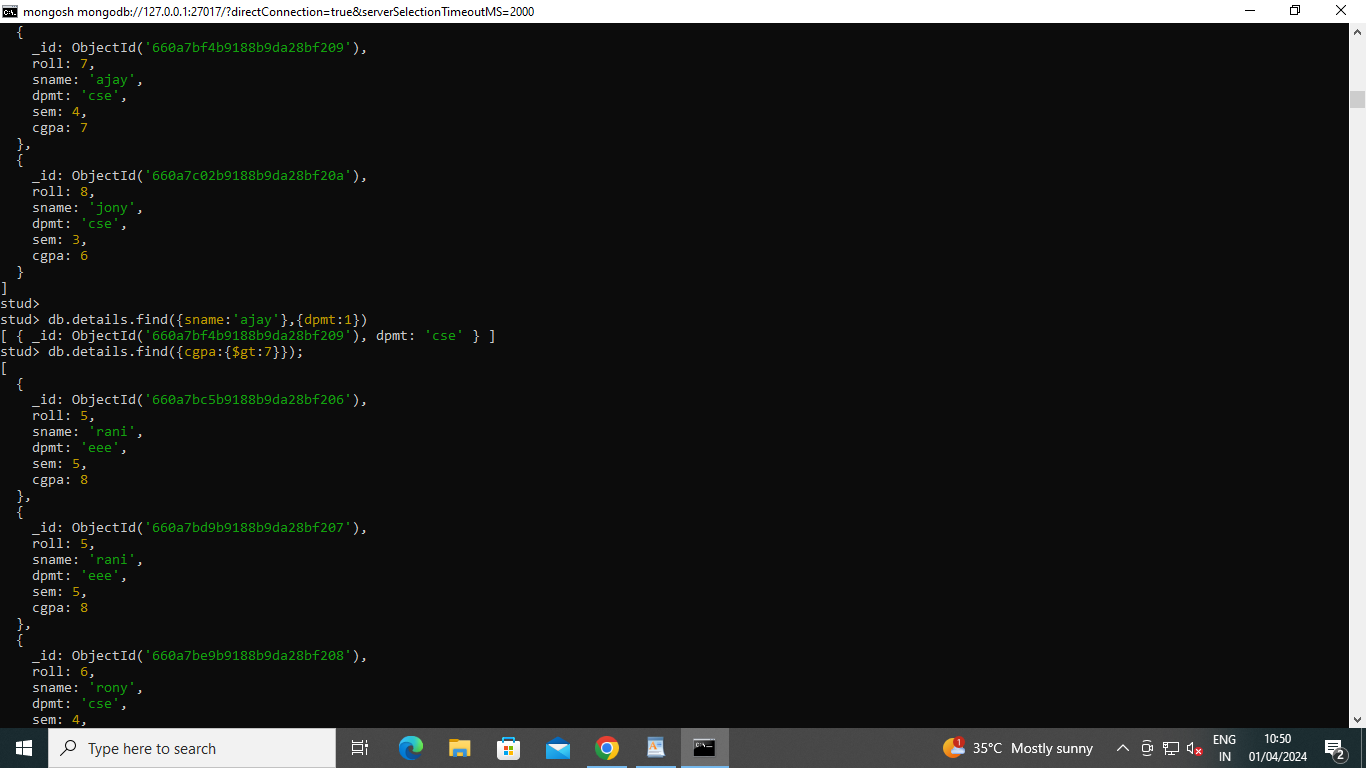 mongosh mongodb://127.0.0.1:27017/?directConnection=true&serverSelectionTimeoutMS=2000
{
_id: ObjectId('660a7bf4b9188b9da28bf209'),
roll: 7,
sname: 'ajay',
dpmt: 'cse',
sem: 4,
cgpa: 7
},
{
_id: ObjectId('660a7c02b9188b9da28bf20a'),
roll: 8,
sname: 'jony',
dpmt: 'cse',
sem: 3,
cgpa: 6
}
]
stud>
stud> db.details.find({sname:'ajay'},{dpmt:1})
[ { _id: ObjectId('660a7bf4b9188b9da28bf209'), dpmt: 'cse' } ]
stud> db.details.find({cgpa:{$gt:7}});
[
{
_id: ObjectId('660a7bc5b9188b9da28bf206'),
roll: 5,
sname: 'rani',
dpmt: 'eee',
sem: 5,
cgpa: 8
},
{
_id: ObjectId('660a7bd9b9188b9da28bf207'),
roll: 5,
sname: 'rani',
dpmt: 'eee',
sem: 5,
cgpa: 8
},
{
_id: ObjectId('660a7be9b9188b9da28bf208'),
roll: 6,
sname: 'rony',
dpmt: 'cse',
sem: 4,
Type here to search
1
35°C Mostly sunny
ENG
IN
10:50
01/04/2024
2